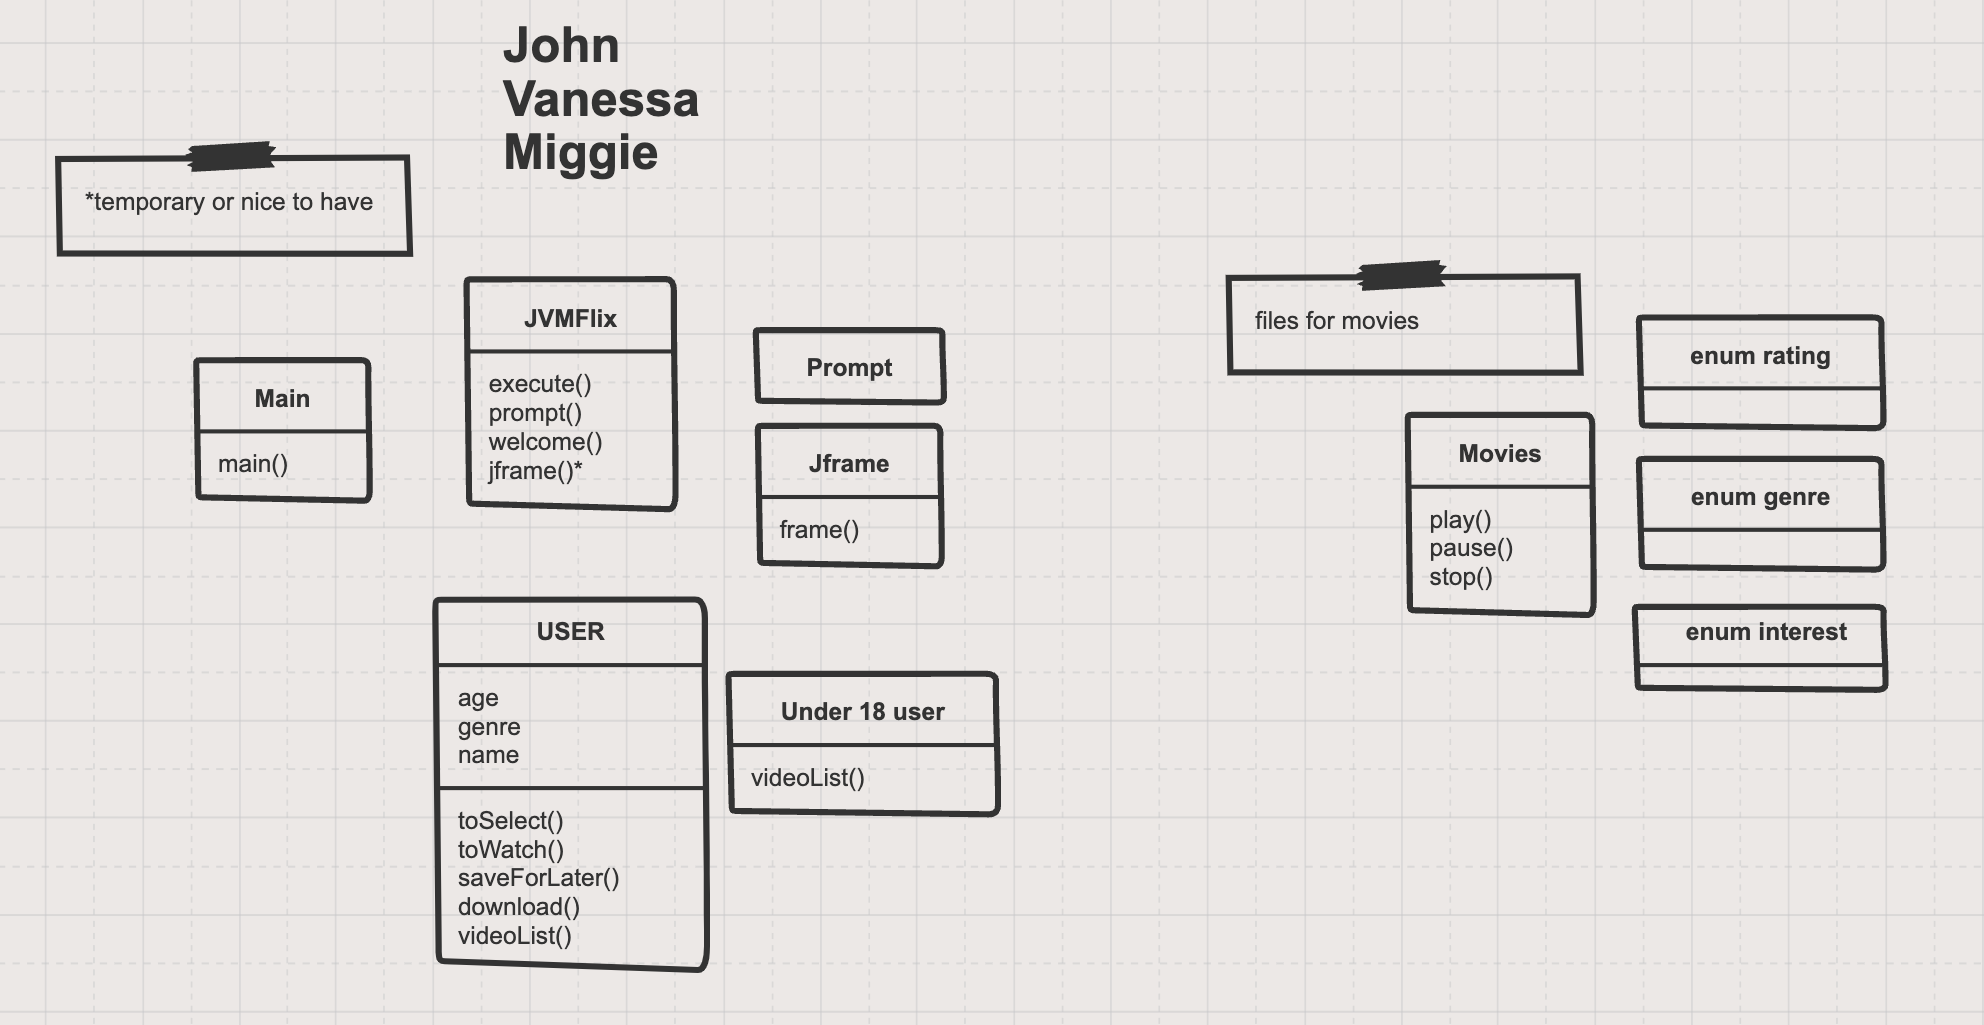 John
Vanessa
Miggie
*temporary or nice to have
JVMFlix
execute()
prompt()
welcome()
jframe()*
Main
main()
Prompt
Jframe
frame()
files for movies
Movies
play()
pause()
stop()
enum rating
enum genre
enum interest
USER
age
genre
name
toSelect()
toWatch()
saveForLater()
download()
videoList()
Under 18 user
videoList()